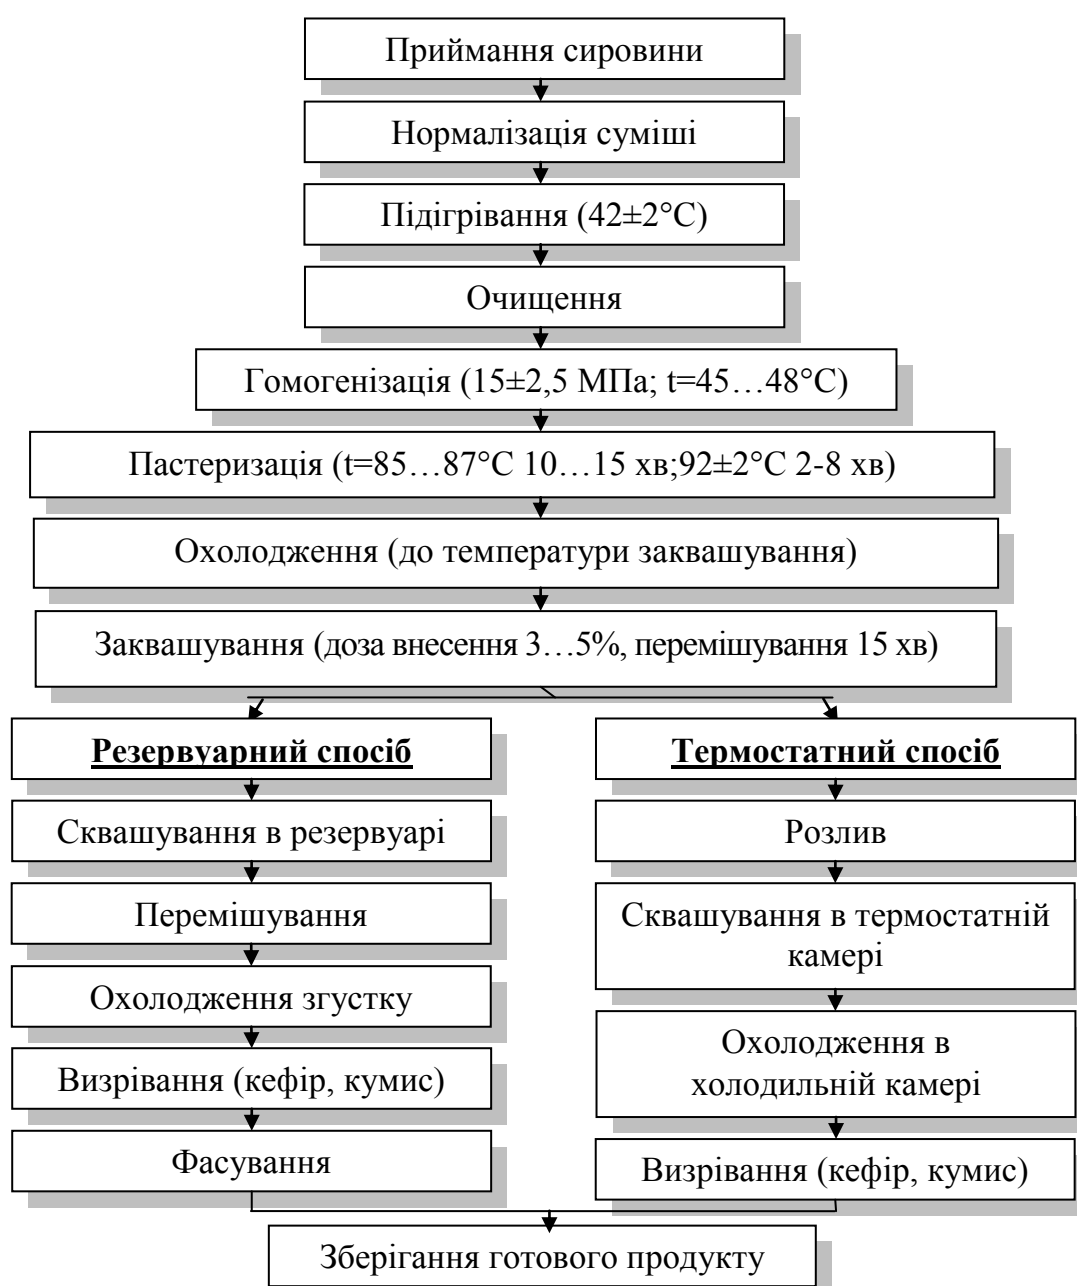 Приймання сировини
Нормалізація суміші
Підігрівання (42±2°С)
Очищення
Гомогенізація (15±2,5 МПа; t=45…48°С)
Пастеризація (t=85…87°С 10…15 хв;92±2°С 2-8 хв)
Охолодження (до температури заквашування)
Заквашування (доза внесення 3…5%, перемішування 15 хв)
Резервуарний спосіб
Сквашування в резервуарі
Перемішування
Охолодження згустку
Визрівання (кефір, кумис)
Фасування
Термостатний спосіб
Розлив
Сквашування в термостатній
камері
Охолодження в
холодильній камері
Визрівання (кефір, кумис)
Зберігання готового продукту